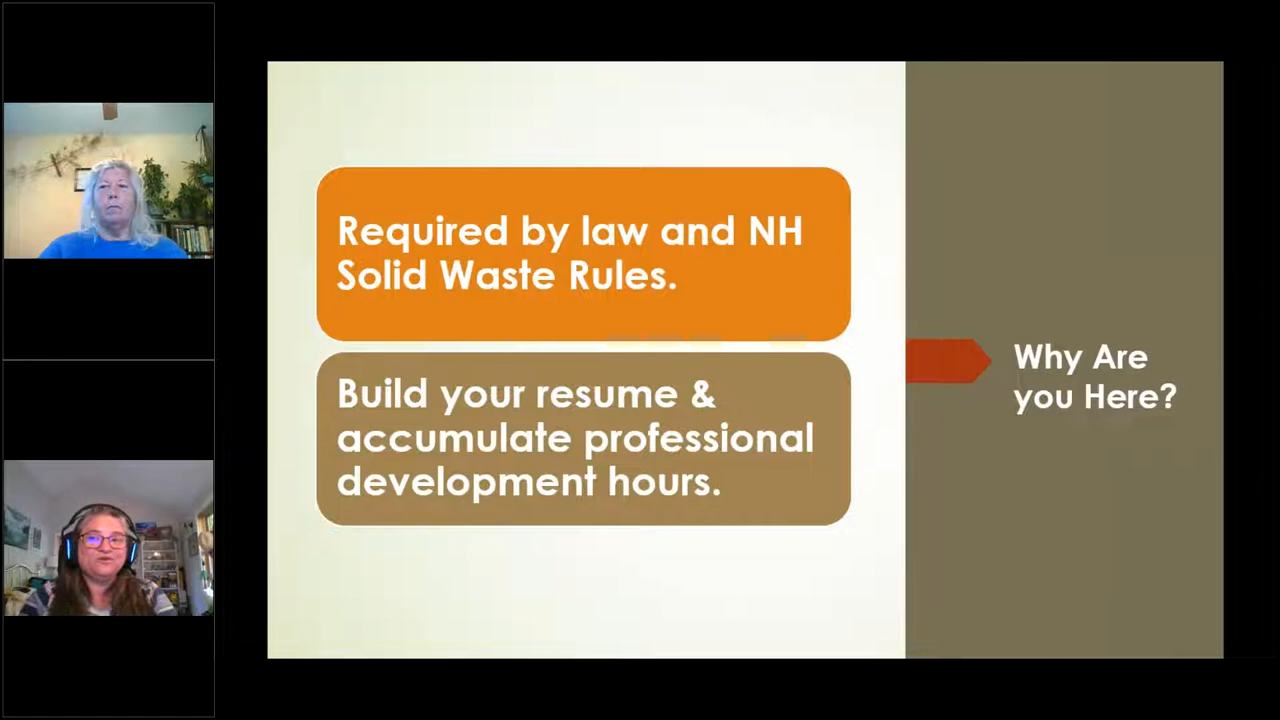 Required by law and NH
Solid Waste Rules.
Build your resume &
accumulate professional
development hours.
Why Are
you Here?